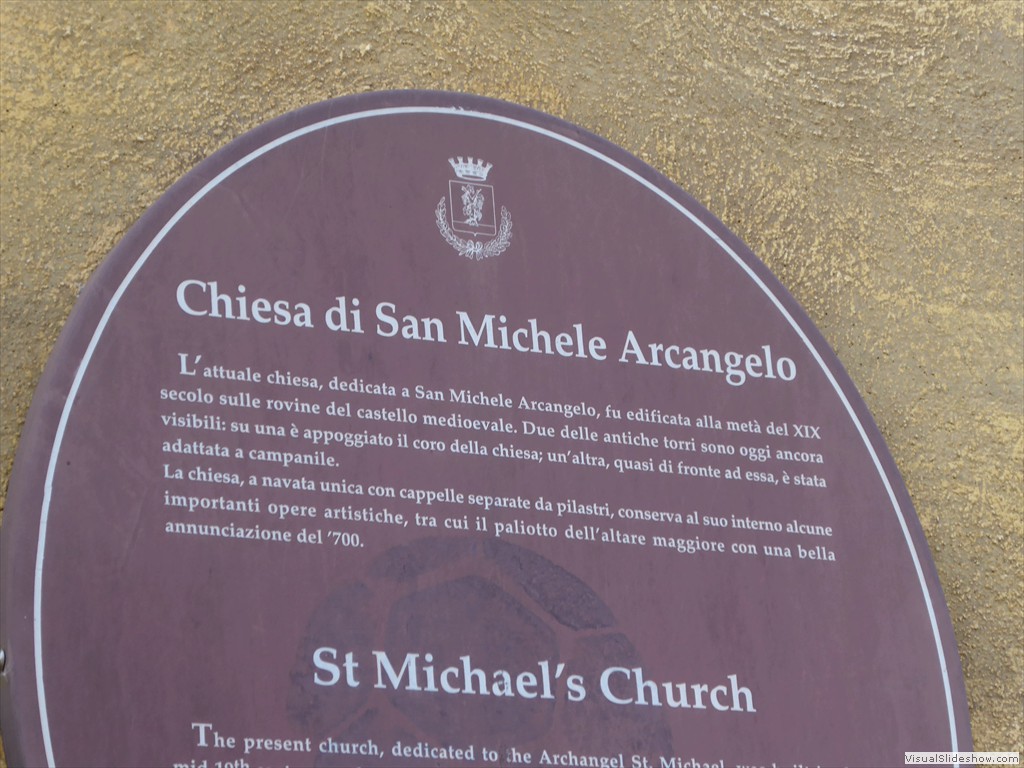 Chiesa di San Michele Arcangelo
L'attuale chiesa, dedicata a San Michele Arcangelo, fu edificata alla metà del XIX
secolo sulle rovine del castello medioevale. Due delle antiche torri sono oggi ancora
visibili: su una è appoggiato il coro della chiesa; un'altra, quasi di fronte ad essa, è stata
adattata a campanile.
La chiesa, a navata unica con cappelle separate da pilastri, conserva al suo interno alcune
importanti opere artistiche, tra cui il paliotto dell'altare maggiore con una bella
annunciazione del '700.
St Michael's Church
The present church, dedicated to the Archangel St. Michael, was built
mid 19th
VisualSlideshow.com